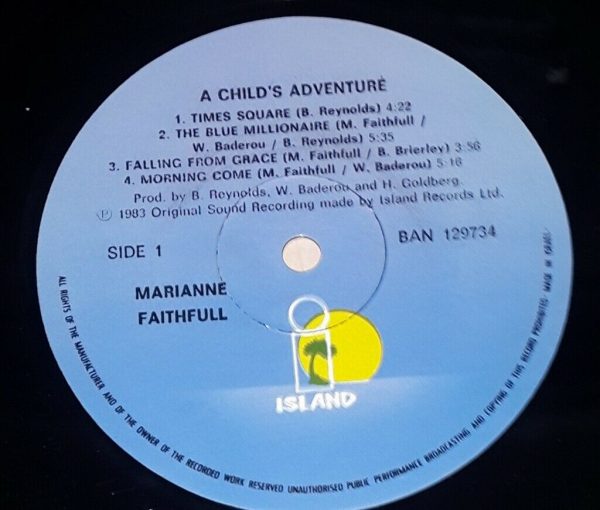 A CHILD'S ADVENTURE
1. TIMES SQUARE (B. Reynolds) 4:22
2. THE BLUE MILLIONAIRE (M. Faithfull /
W. Baderou / B. Reynolds) 5:35
3. FALLING FROM GRACE (M. Faithfull / B. Brierley) 3:56
4. MORNING COME (M. Faithfull / W. Baderou) 5:16
Prod. by B. Reynolds, W. Baderou and H. Goldberg.
Ⓟ 1983 Original Sound Recording made by Island Records Ltd.
SIDE 1
BAN 129734
MARIANNE
FAITHFULL
ISLAND
ALL RIGHTS OF THE MANUFACTURER AND OF THE OWNER OF THE RECORDED WORK RESERVED UNAUTHORISED PUBLIC PERFORMANCE BROADCASTING AND COPYING OF THIS RECORD PROHIBITED· MADE IN ISRAEL·